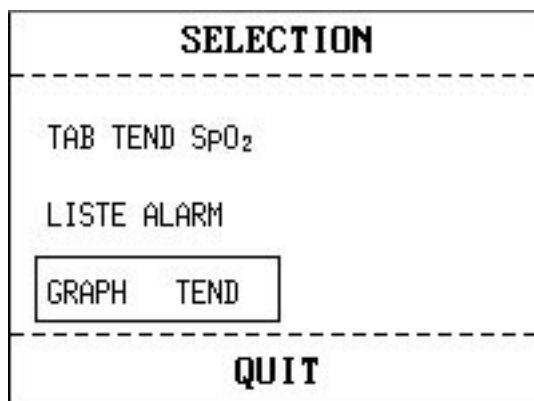 SELECTION
TAB TEND SpO₂
LISTE ALARM
GRAPH TEND
QUIT